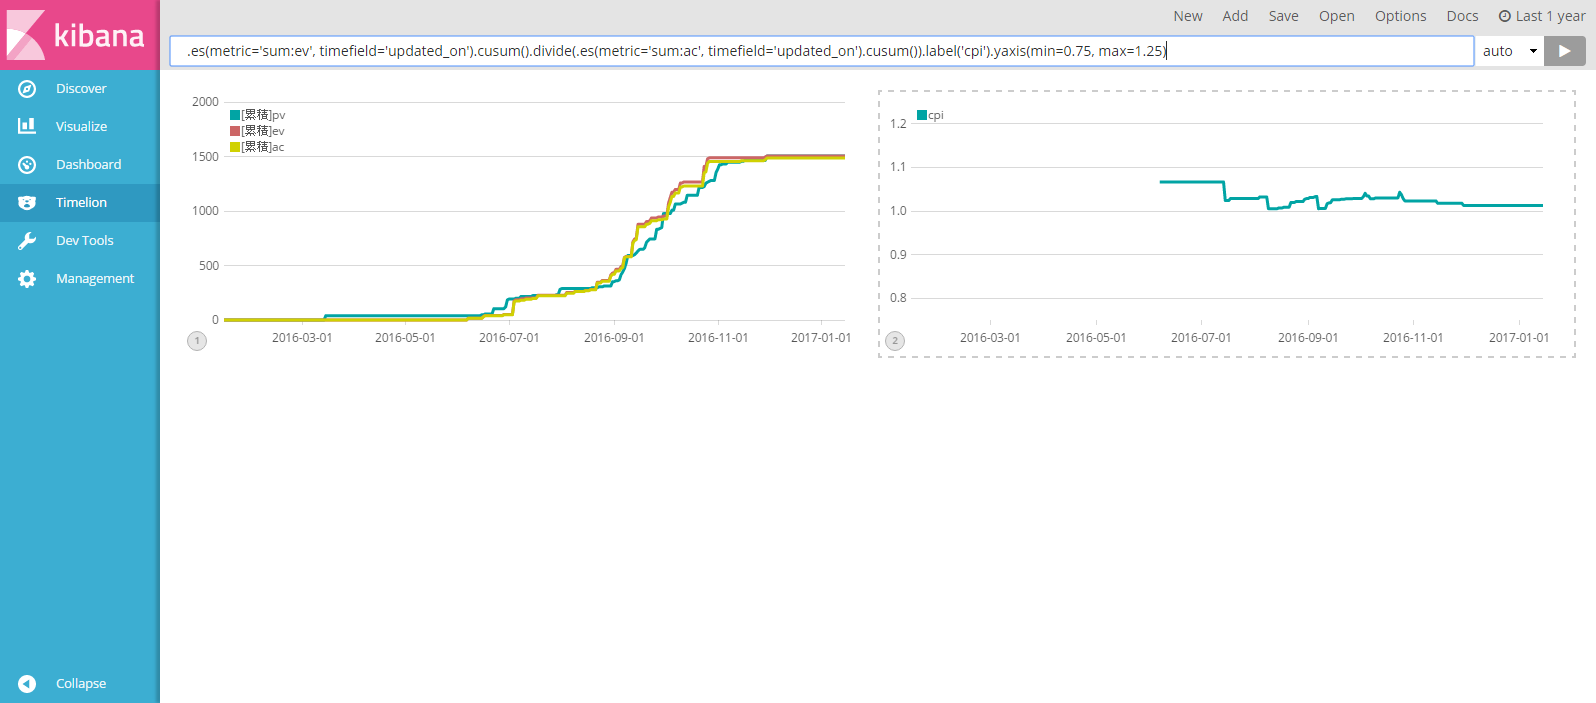 kibana
New Add Save Open Options Docs Last 1 year
.es(metric='sum:ev', timefield='updated_on').cusum().divide(.es(metric='sum:ac', timefield='updated_on').cusum()).label('cpi').yaxis(min=0.75, max=1.25)
auto
Discover
Visualize
Dashboard
Timelion
Dev Tools
Management
Collapse
2000
1500
1000
500
0
[累積]pv
[累積]ev
[累積]ac
2016-03-01 2016-05-01 2016-07-01 2016-09-01 2016-11-01 2017-01-01
1
cpi
1.2
1.1
1.0
0.9
0.8
2016-03-01 2016-05-01 2016-07-01 2016-09-01 2016-11-01 2017-01-01
2